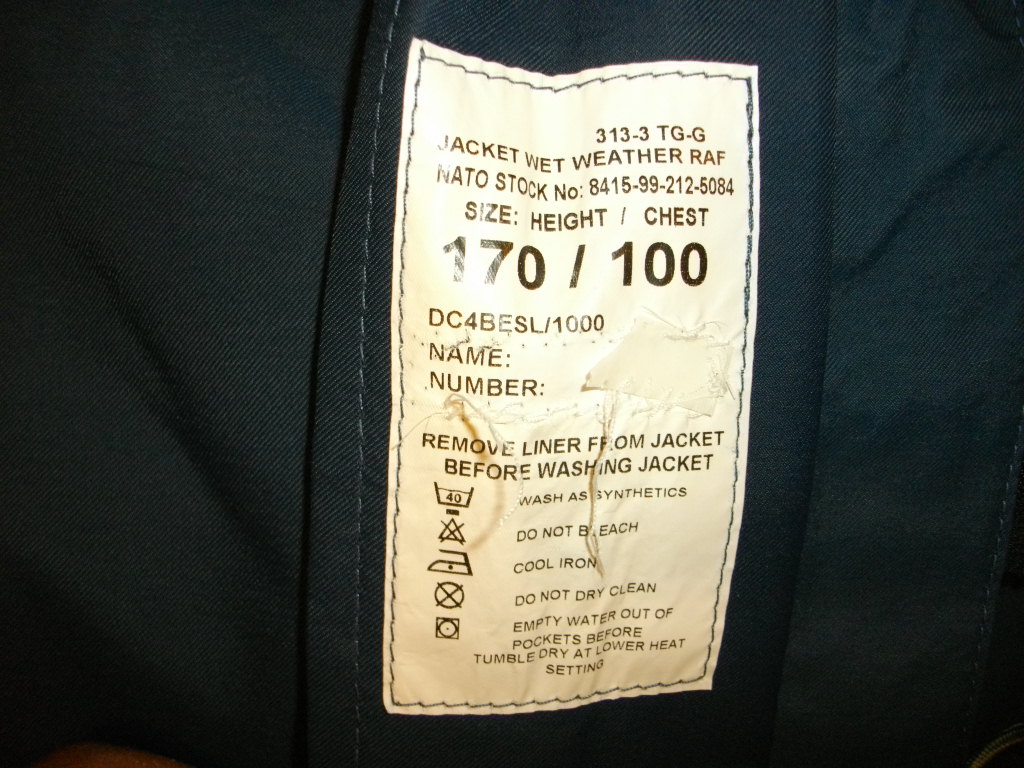 313-3 TG-G
JACKET WET WEATHER RAF
NATO STOCK No: 8415-99-212-5084
SIZE: HEIGHT / CHEST
170 / 100
DC4BESL/1000
NAME:
NUMBER:
REMOVE LINER FROM JACKET
BEFORE WASHING JACKET
40 WASH AS SYNTHETICS
DO NOT BLEACH
COOL IRON
DO NOT DRY CLEAN
EMPTY WATER OUT OF
POCKETS BEFORE
TUMBLE DRY AT LOWER HEAT
SETTING